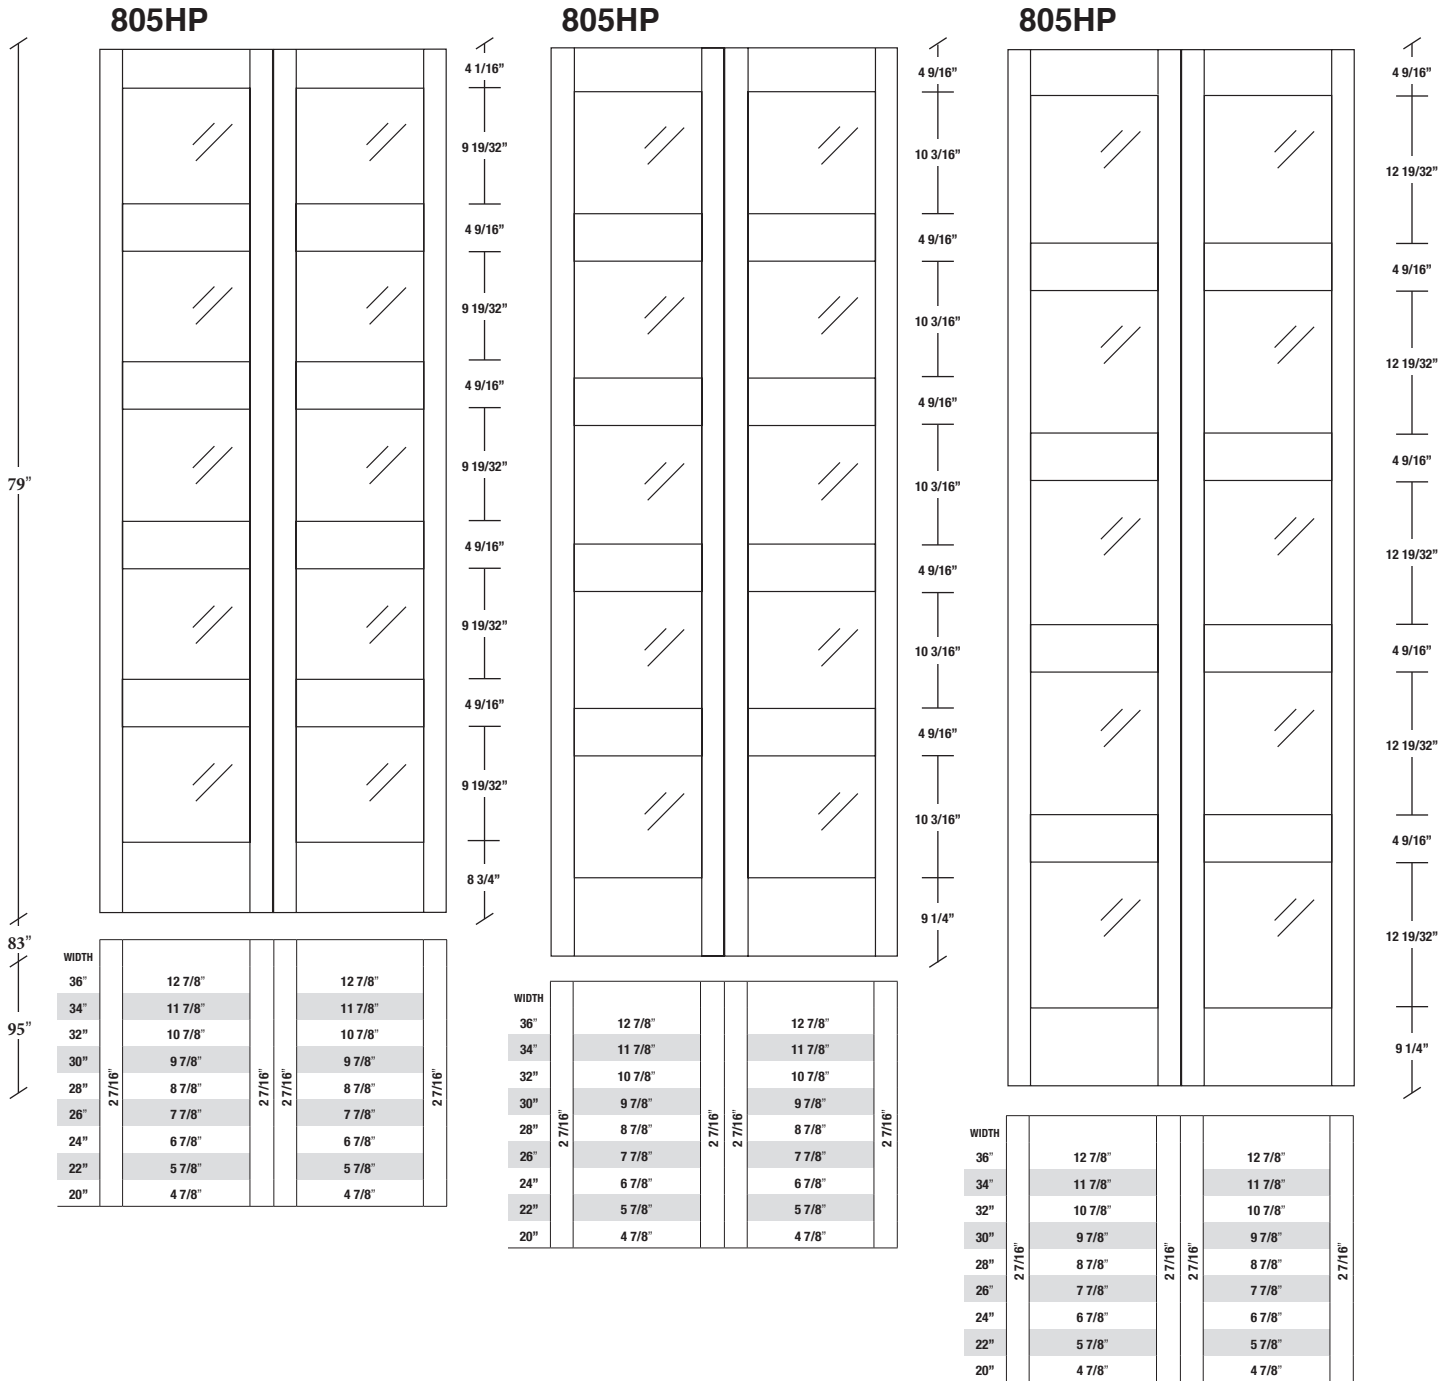 805HP
805HP
805HP
79”
83”
95”
4 1/16”
9 19/32”
4 9/16”
9 19/32”
4 9/16”
9 19/32”
4 9/16”
9 19/32”
4 9/16”
9 19/32”
8 3/4”
4 9/16”
10 3/16”
4 9/16”
10 3/16”
4 9/16”
10 3/16”
4 9/16”
10 3/16”
4 9/16”
10 3/16”
9 1/4”
4 9/16”
12 19/32”
4 9/16”
12 19/32”
4 9/16”
12 19/32”
4 9/16”
12 19/32”
4 9/16”
12 19/32”
9 1/4”
WIDTH
36” 12 7/8” 12 7/8”
34” 11 7/8” 11 7/8”
32” 10 7/8” 10 7/8”
30” 9 7/8” 9 7/8”
28” 8 7/8” 8 7/8”
26” 7 7/8” 7 7/8”
24” 6 7/8” 6 7/8”
22” 5 7/8” 5 7/8”
20” 4 7/8” 4 7/8”
2 7/16”
2 7/16”
2 7/16”
2 7/16”
WIDTH
36” 12 7/8” 12 7/8”
34” 11 7/8” 11 7/8”
32” 10 7/8” 10 7/8”
30” 9 7/8” 9 7/8”
28” 8 7/8” 8 7/8”
26” 7 7/8” 7 7/8”
24” 6 7/8” 6 7/8”
22” 5 7/8” 5 7/8”
20” 4 7/8” 4 7/8”
2 7/16”
2 7/16”
2 7/16”
2 7/16”
WIDTH
36” 12 7/8” 12 7/8”
34” 11 7/8” 11 7/8”
32” 10 7/8” 10 7/8”
30” 9 7/8” 9 7/8”
28” 8 7/8” 8 7/8”
26” 7 7/8” 7 7/8”
24” 6 7/8” 6 7/8”
22” 5 7/8” 5 7/8”
20” 4 7/8” 4 7/8”
2 7/16”
2 7/16”
2 7/16”
2 7/16”